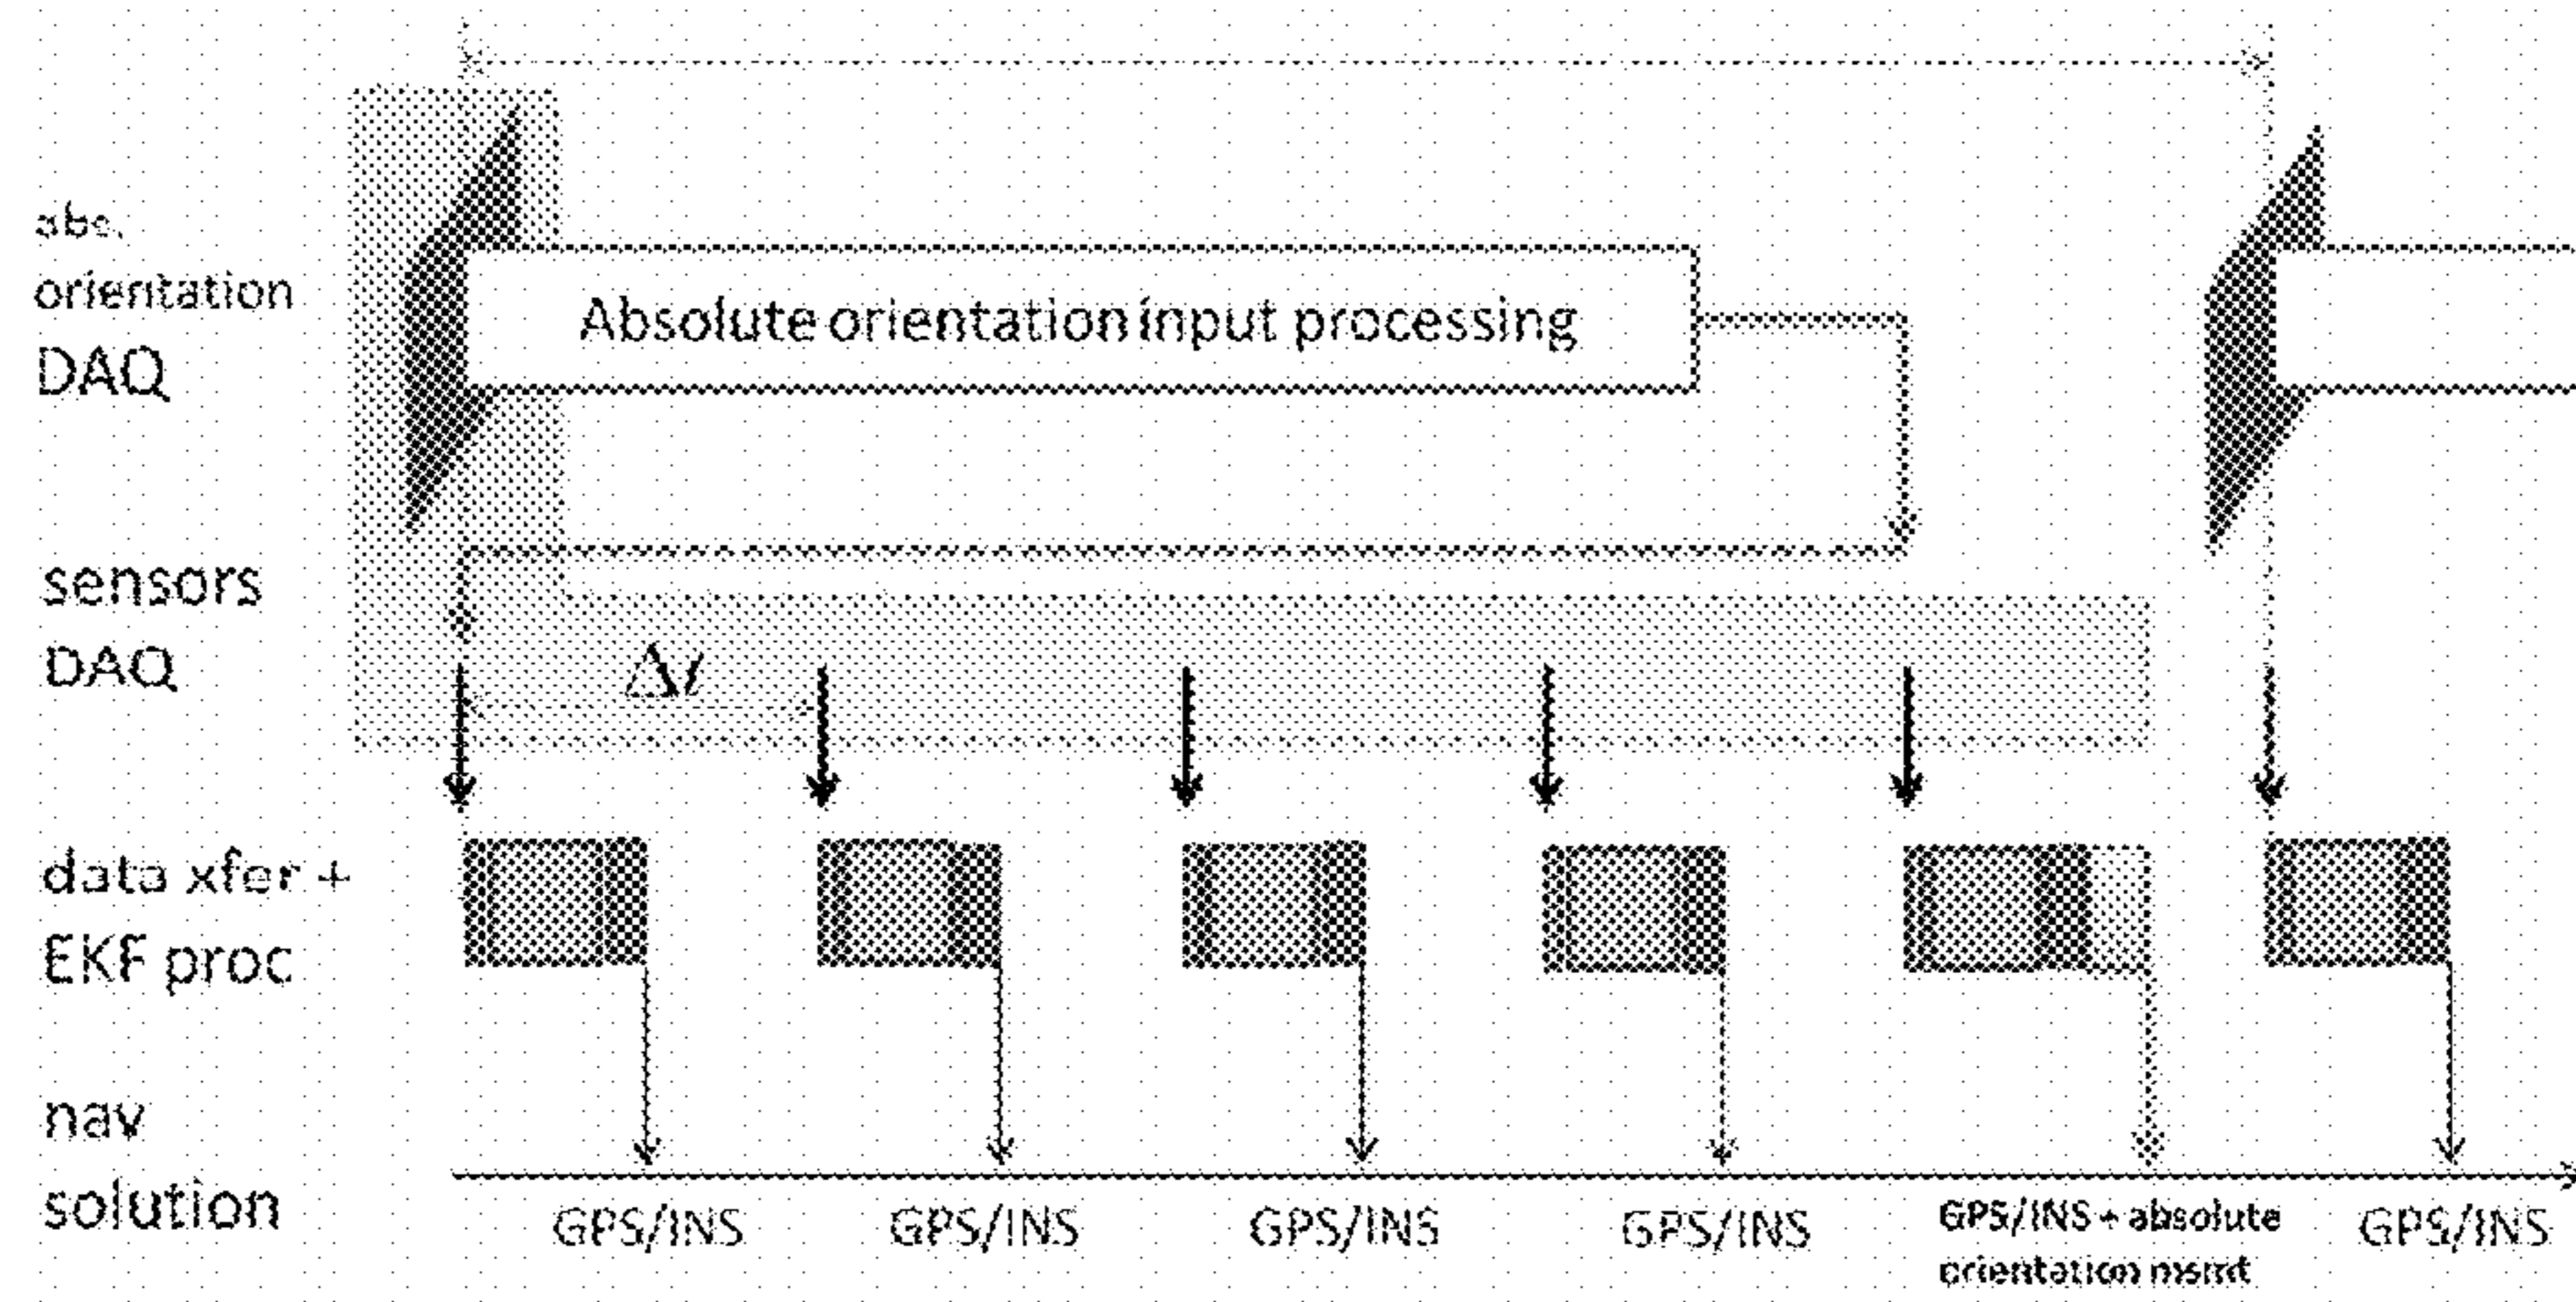 abs.
orientation
DAQ
Absolute orientation input processing
sensors
DAQ
Δt
data xfer +
EKF proc
nav
solution
GPS/INS
GPS/INS
GPS/INS
GPS/INS
GPS/INS + absolute
orientation msmt
GPS/INS